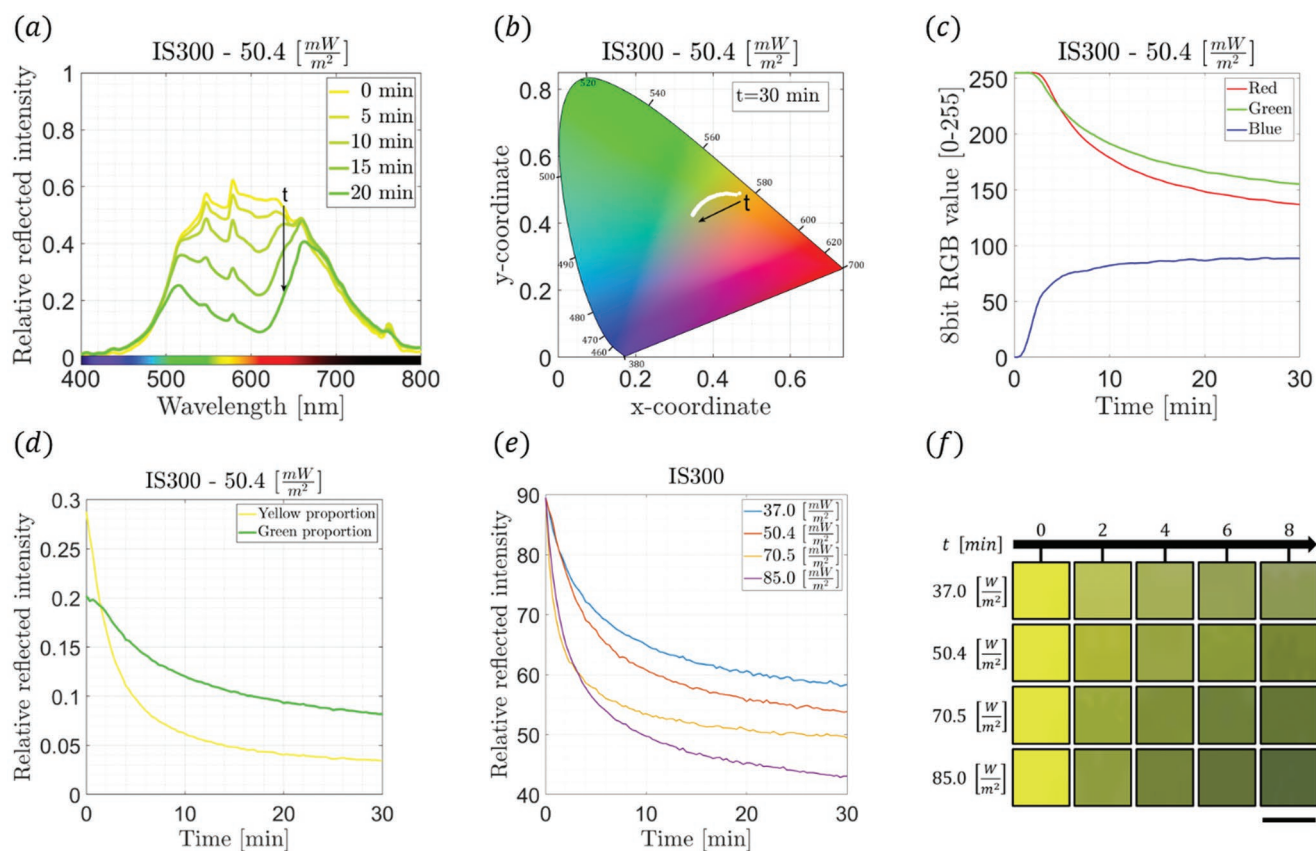 (a)
IS300 - 50.4 [mW/m²]
Relative reflected intensity
1
0.8
0.6
0.4
0.2
0
0 min
5 min
10 min
15 min
20 min
t
400 500 600 700 800
Wavelength [nm]
(b)
IS300 - 50.4 [mW/m²]
y-coordinate
0.8
0.6
0.4
0.2
0
t=30 min
520
540
560
500
580
t
600
620
700
490
480
470
460
380
0 0.2 0.4 0.6
x-coordinate
(c)
IS300 - 50.4 [mW/m²]
8bit RGB value [0-255]
250
200
150
100
50
0
Red
Green
Blue
0 10 20 30
Time [min]
(d)
IS300 - 50.4 [mW/m²]
Relative reflected intensity
0.3
0.25
0.2
0.15
0.1
0.05
0
Yellow proportion
Green proportion
0 10 20 30
Time [min]
(e)
IS300
Relative reflected intensity
90
80
70
60
50
40
37.0 [mW/m²]
50.4 [mW/m²]
70.5 [mW/m²]
85.0 [mW/m²]
0 10 20 30
Time [min]
(f)
0 2 4 6 8
t [min]
37.0 [W/m²]
50.4 [W/m²]
70.5 [W/m²]
85.0 [W/m²]